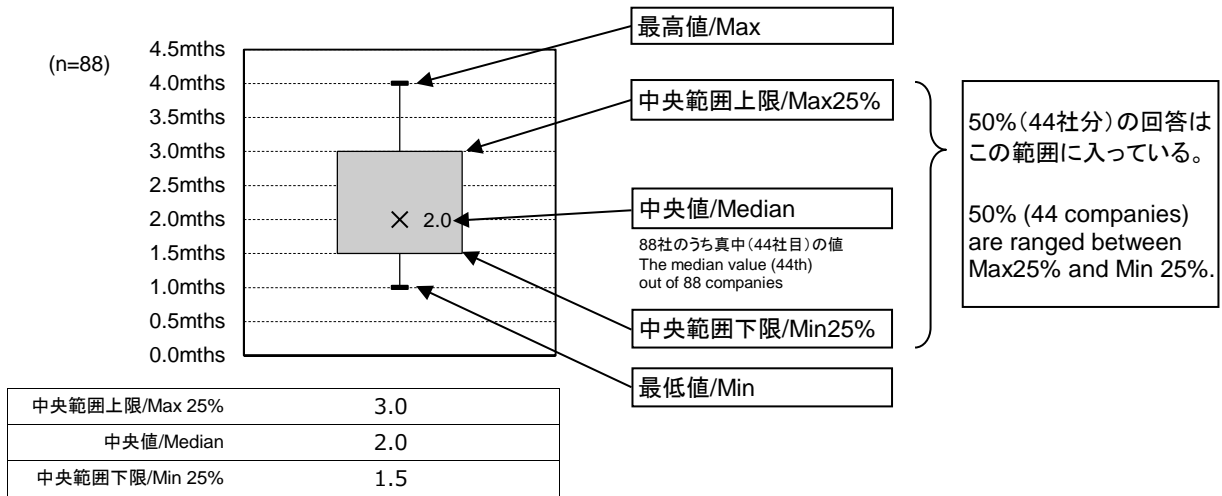 (n=88)
4.5mths
4.0mths
3.5mths
3.0mths
2.5mths
2.0mths
1.5mths
1.0mths
0.5mths
0.0mths
2.0
最高値/Max
中央範囲上限/Max25%
中央値/Median
88社のうち真中（44社目）の値
The median value (44th)
out of 88 companies
中央範囲下限/Min25%
最低値/Min
50%（44社分）の回答は
この範囲に入っている。
50% (44 companies)
are ranged between
Max25% and Min 25%.
中央範囲上限/Max 25% 3.0
中央値/Median 2.0
中央範囲下限/Min 25% 1.5